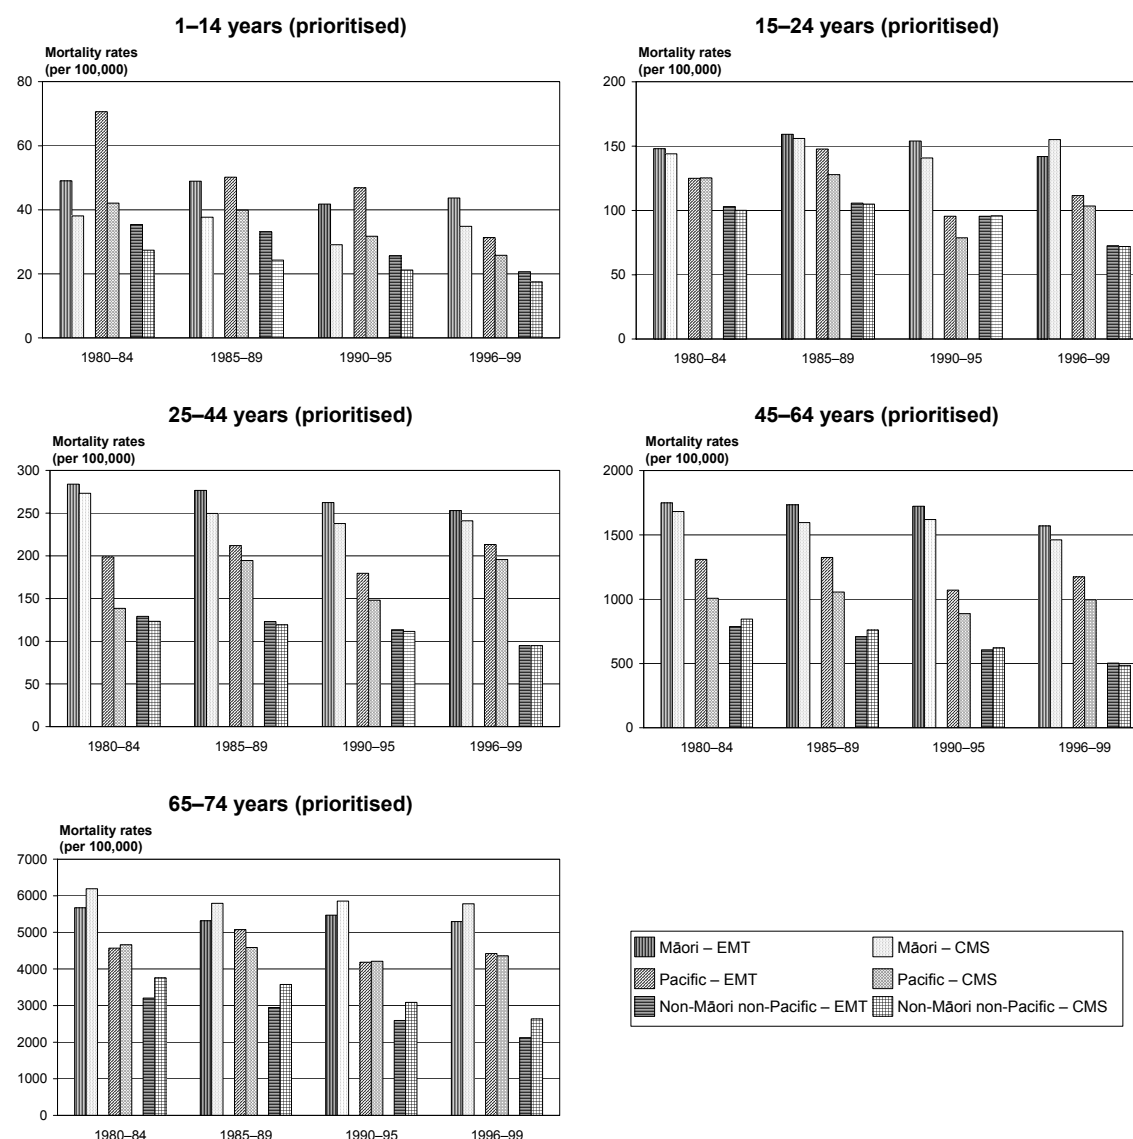 1–14 years (prioritised)
Mortality rates
(per 100,000)
80
60
40
20
0
1980–84 1985–89 1990–95 1996–99
15–24 years (prioritised)
Mortality rates
(per 100,000)
200
150
100
50
0
1980–84 1985–89 1990–95 1996–99
25–44 years (prioritised)
Mortality rates
(per 100,000)
300
250
200
150
100
50
0
1980–84 1985–89 1990–95 1996–99
45–64 years (prioritised)
Mortality rates
(per 100,000)
2000
1500
1000
500
0
1980–84 1985–89 1990–95 1996–99
65–74 years (prioritised)
Mortality rates
(per 100,000)
7000
6000
5000
4000
3000
2000
1000
0
1980–84 1985–89 1990–95 1996–99
Māori – EMT Māori – CMS
Pacific – EMT Pacific – CMS
Non-Māori non-Pacific – EMT Non-Māori non-Pacific – CMS